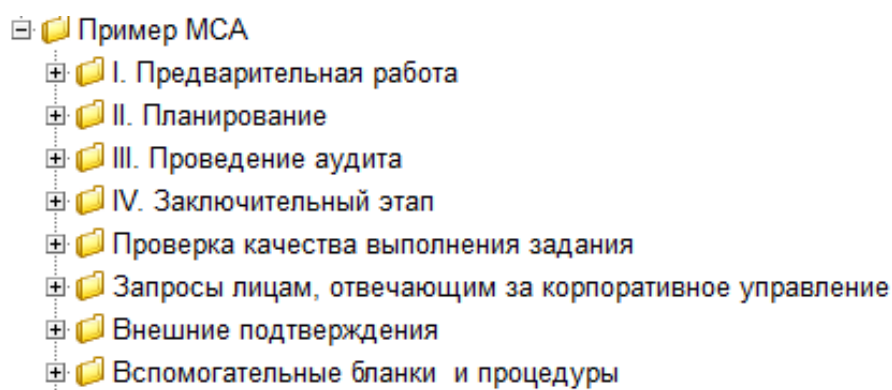 Пример МСА
I. Предварительная работа
II. Планирование
III. Проведение аудита
IV. Заключительный этап
Проверка качества выполнения задания
Запросы лицам, отвечающим за корпоративное управление
Внешние подтверждения
Вспомогательные бланки и процедуры